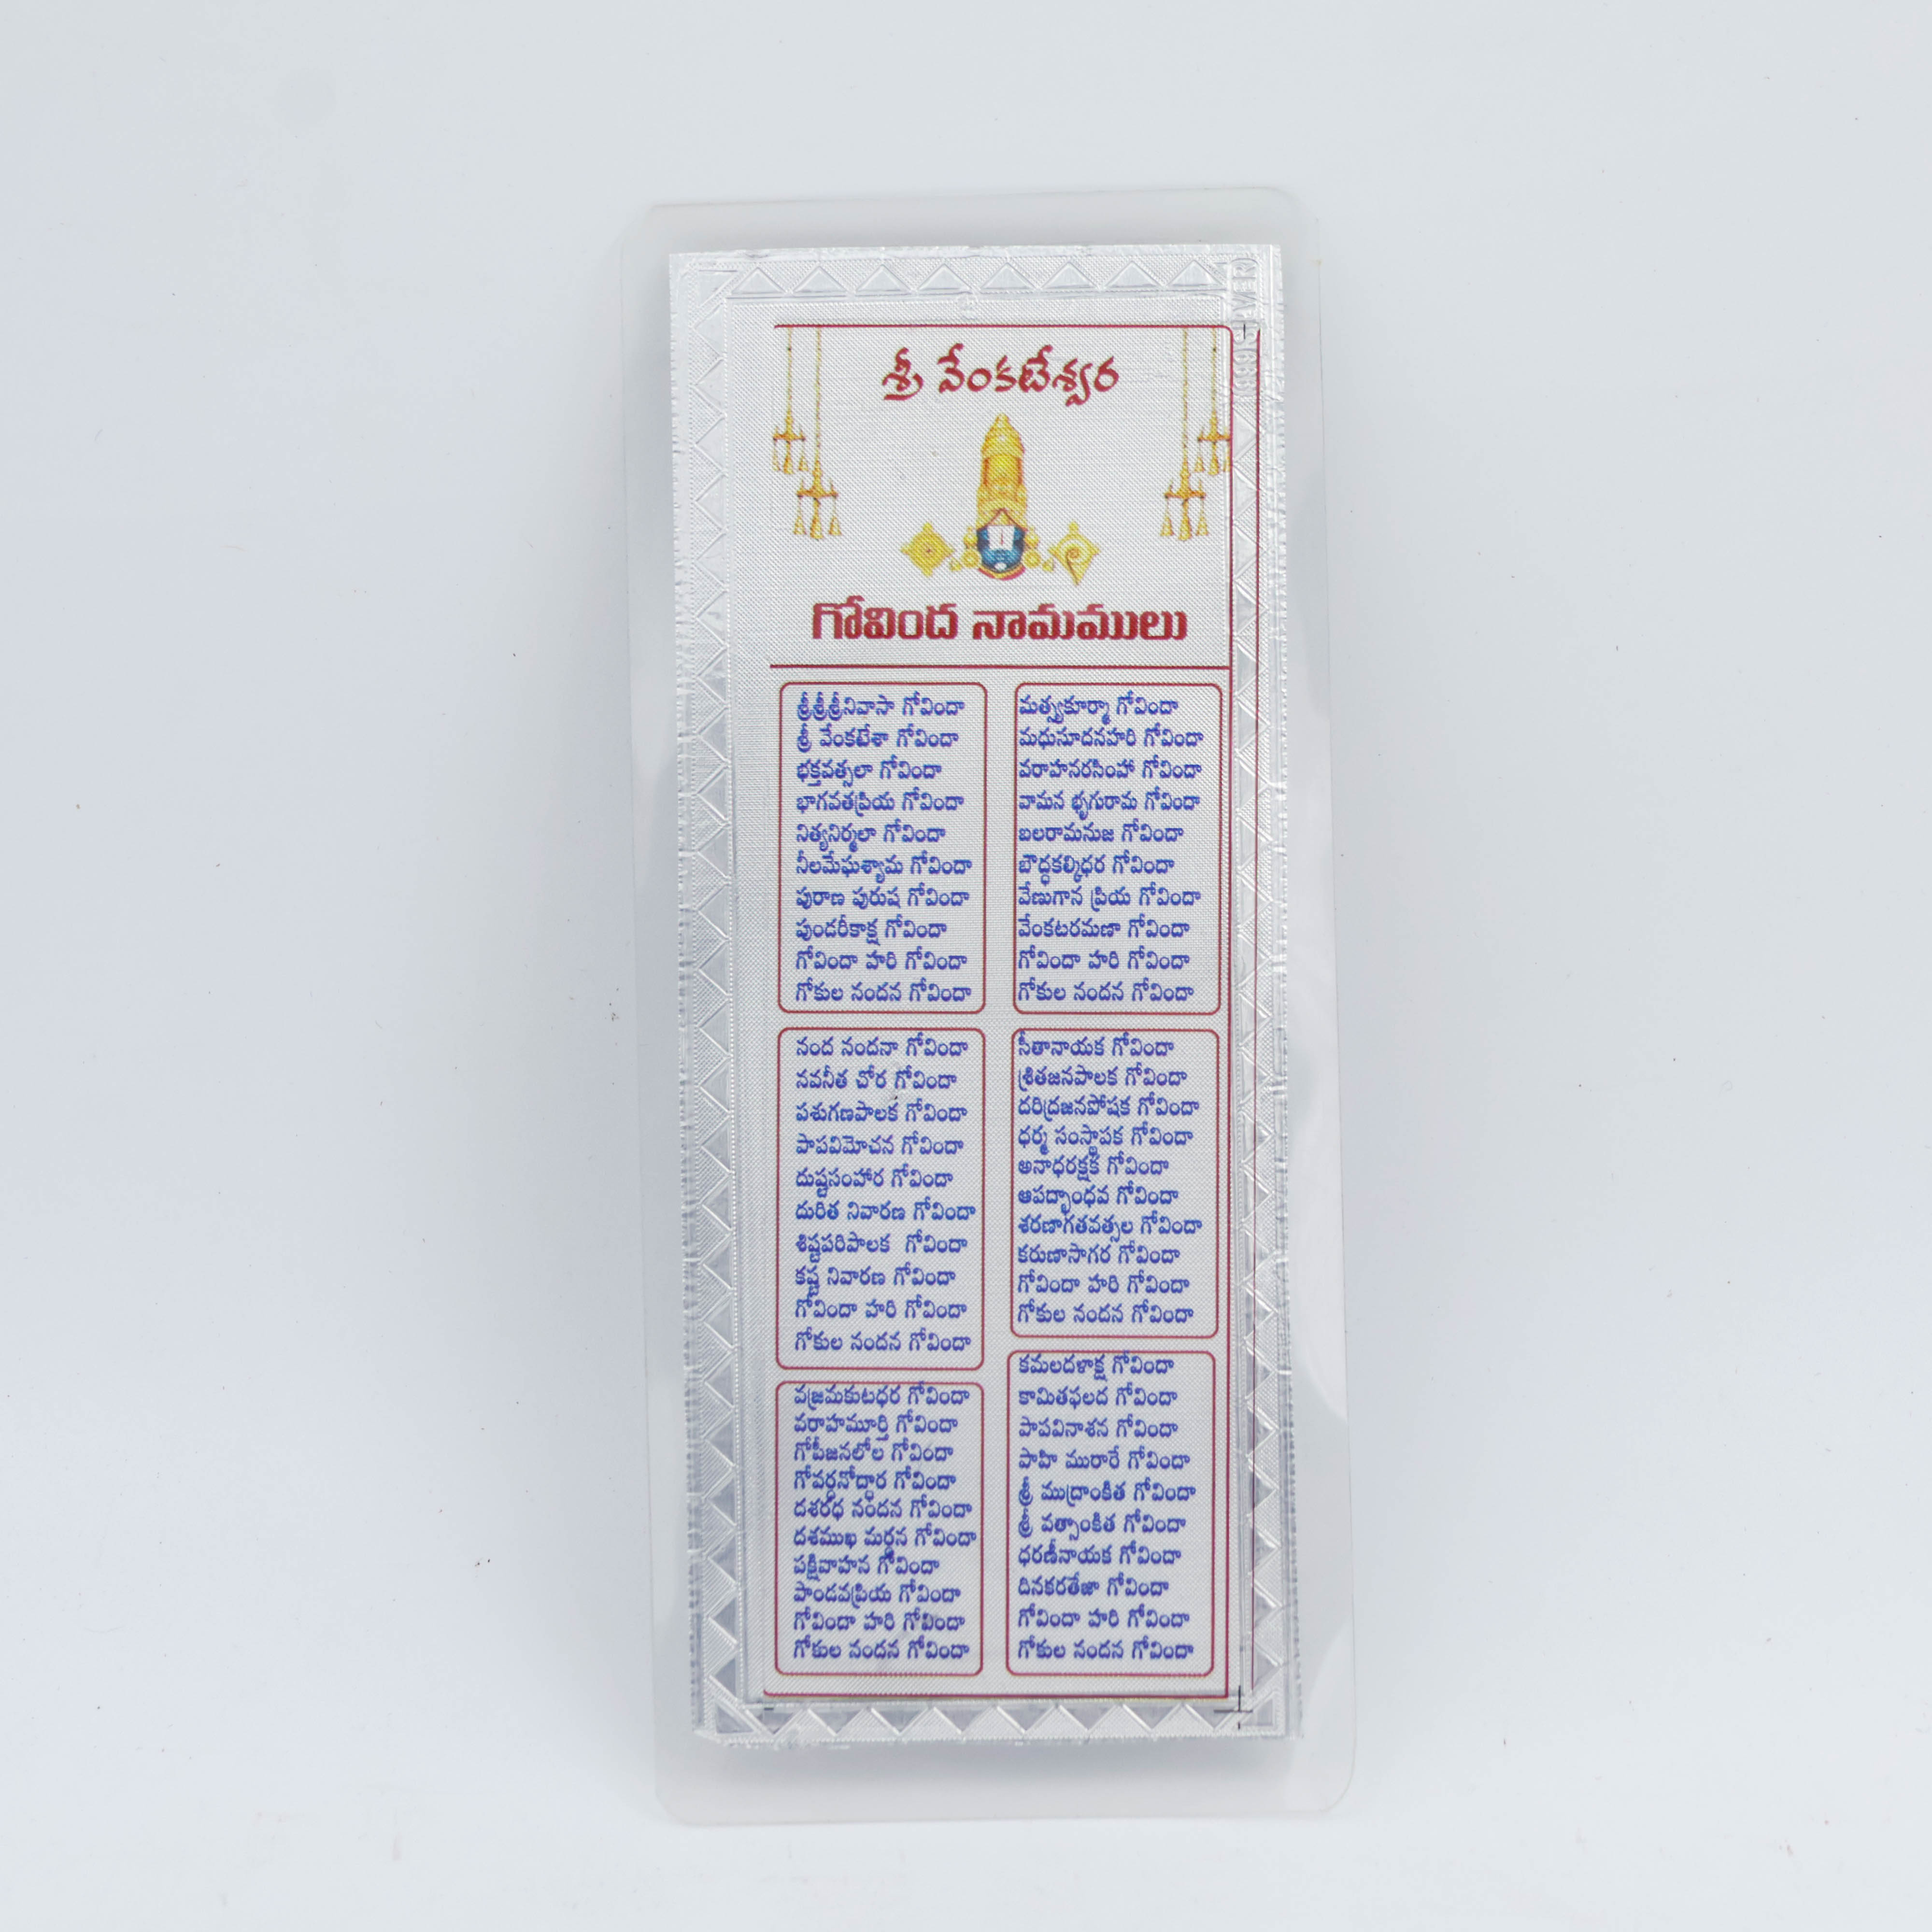 శ్రీ వేంకటేశ్వర
గోవింద నామములు
శ్రీశ్రీశ్రీనివాసా గోవిందా
శ్రీ వేంకటేశా గోవిందా
భక్తవత్సలా గోవిందా
భాగవతప్రియ గోవిందా
నిత్యనిర్మలా గోవిందా
నీలమేఘశ్యామ గోవిందా
పురాణ పురుష గోవిందా
పుండరీకాక్ష గోవిందా
గోవిందా హరి గోవిందా
గోకుల నందన గోవిందా
నంద నందనా గోవిందా
నవనీత చోర గోవిందా
పశుగణపాలక గోవిందా
పాపవిమోచన గోవిందా
దుష్టసంహార గోవిందా
దురిత నివారణ గోవిందా
శిష్టపరిపాలక గోవిందా
కష్ట నివారణ గోవిందా
గోవిందా హరి గోవిందా
గోకుల నందన గోవిందా
వజ్రమకుటధర గోవిందా
వరాహమూర్తి గోవిందా
గోపీజనలోల గోవిందా
గోవర్ధనోద్ధార గోవిందా
దశరధ నందన గోవిందా
దశముఖ మర్ధన గోవిందా
పక్షివాహన గోవిందా
పాండవప్రియ గోవిందా
గోవిందా హరి గోవిందా
గోకుల నందన గోవిందా
మత్స్యకూర్మా గోవిందా
మధుసూదనహరి గోవిందా
వరాహనరసింహా గోవిందా
వామన భృగురామ గోవిందా
బలరామనుజ గోవిందా
బౌద్ధకల్కిధర గోవిందా
వేణుగాన ప్రియ గోవిందా
వేంకటరమణా గోవిందా
గోవిందా హరి గోవిందా
గోకుల నందన గోవిందా
సీతానాయక గోవిందా
శ్రితజనపాలక గోవిందా
దరిద్రజనపోషక గోవిందా
ధర్మ సంస్థాపక గోవిందా
అనాధరక్షక గోవిందా
ఆపద్భాంధవ గోవిందా
శరణాగతవత్సల గోవిందా
కరుణాసాగర గోవిందా
గోవిందా హరి గోవిందా
గోకుల నందన గోవిందా
కమలదళాక్ష గోవిందా
కామితఫలద గోవిందా
పాపవినాశన గోవిందా
పాహి మురారే గోవిందా
శ్రీ ముద్రాంకిత గోవిందా
శ్రీ వత్సాంకిత గోవిందా
ధరణీనాయక గోవిందా
దినకరతేజా గోవిందా
గోవిందా హరి గోవిందా
గోకుల నందన గోవిందా